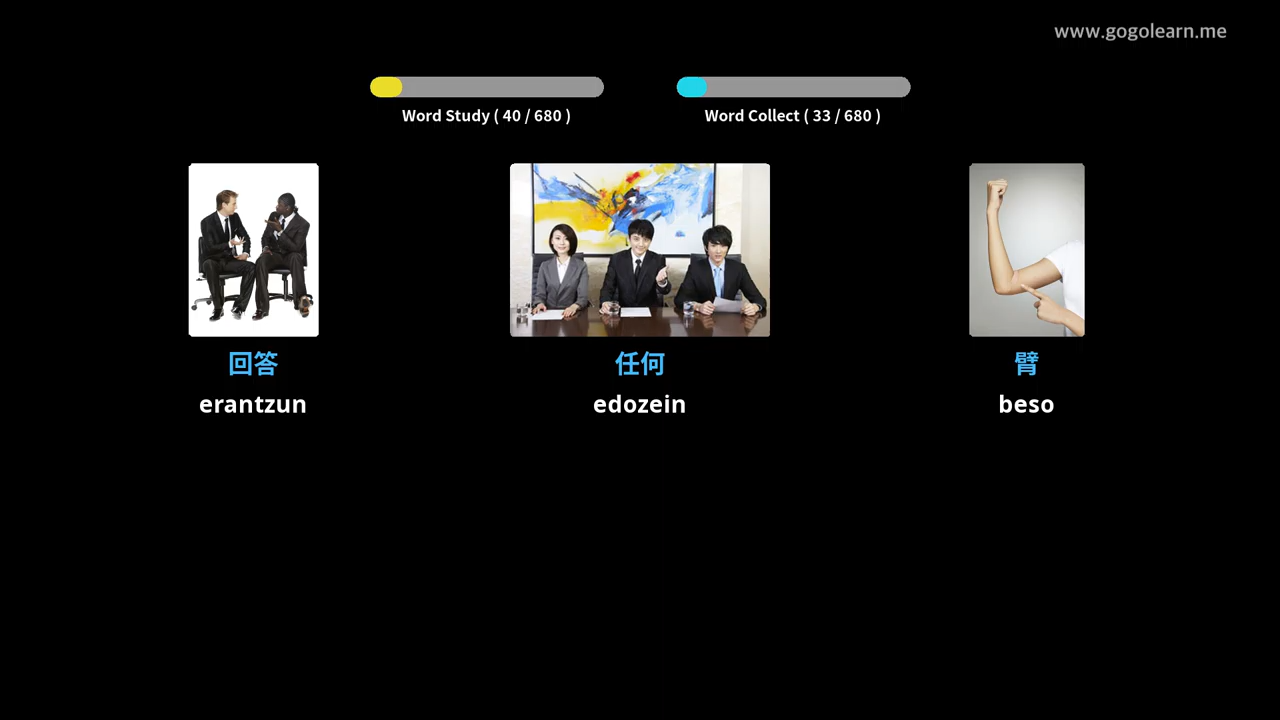 www.gogolearn.me
Word Study ( 40 / 680 )
Word Collect ( 33 / 680 )
回答
任何
臂
erantzun
edozein
beso